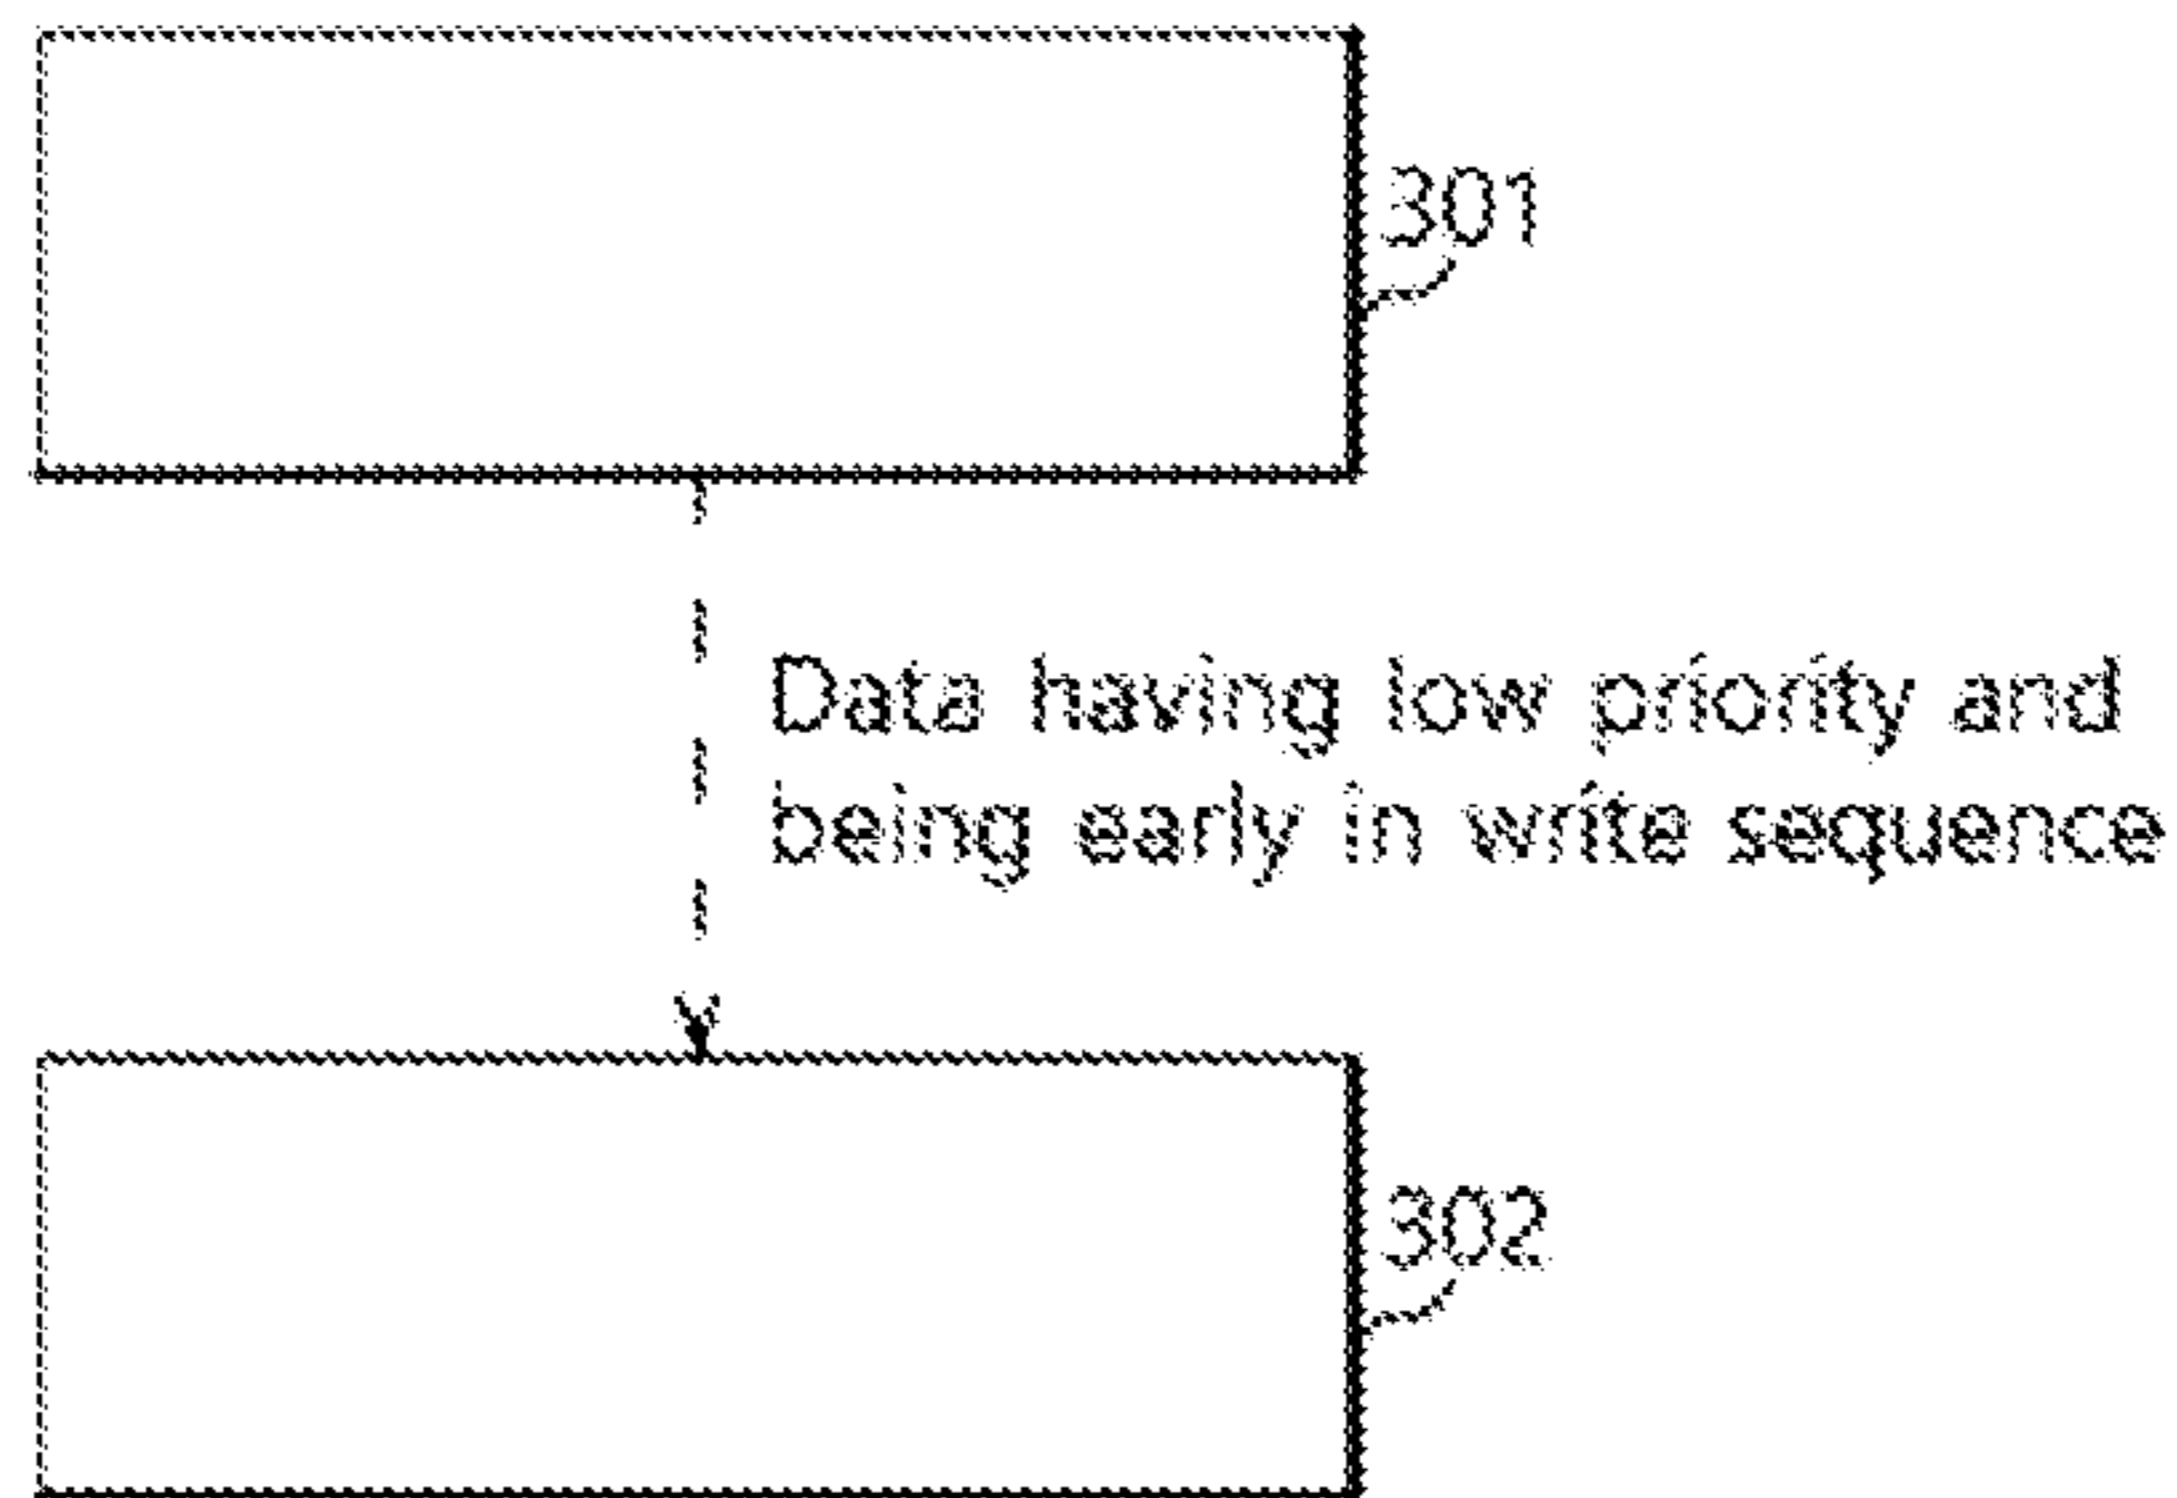 301
Data having low priority and
being early in write sequence
302